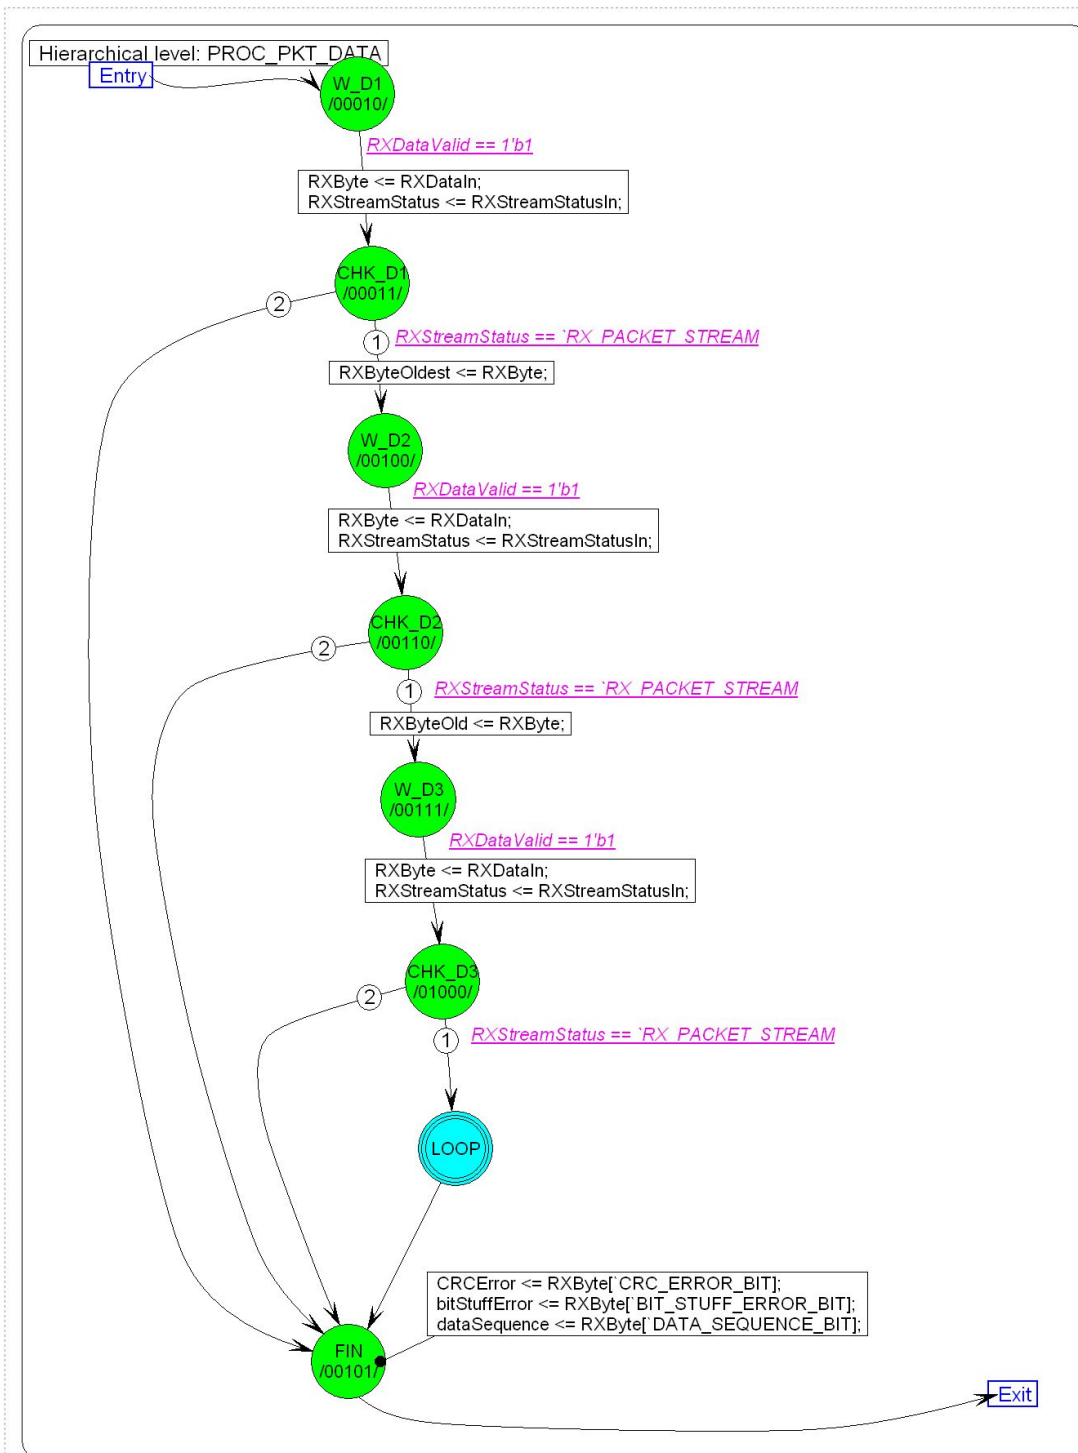 Hierarchical level: PROC_PKT_DATA
Entry
W_D1
/00010/
RXDataValid == 1'b1
RXByte <= RXDataIn;
RXStreamStatus <= RXStreamStatusIn;
CHK_D1
/00011/
2
1
RXStreamStatus == `RX_PACKET_STREAM
RXByteOldest <= RXByte;
W_D2
/00100/
RXDataValid == 1'b1
RXByte <= RXDataIn;
RXStreamStatus <= RXStreamStatusIn;
CHK_D2
/00110/
2
1
RXStreamStatus == `RX_PACKET_STREAM
RXByteOld <= RXByte;
W_D3
/00111/
RXDataValid == 1'b1
RXByte <= RXDataIn;
RXStreamStatus <= RXStreamStatusIn;
CHK_D3
/01000/
2
1
RXStreamStatus == `RX_PACKET_STREAM
LOOP
CRCError <= RXByte[`CRC_ERROR_BIT];
bitStuffError <= RXByte[`BIT_STUFF_ERROR_BIT];
dataSequence <= RXByte[`DATA_SEQUENCE_BIT];
FIN
/00101/
Exit